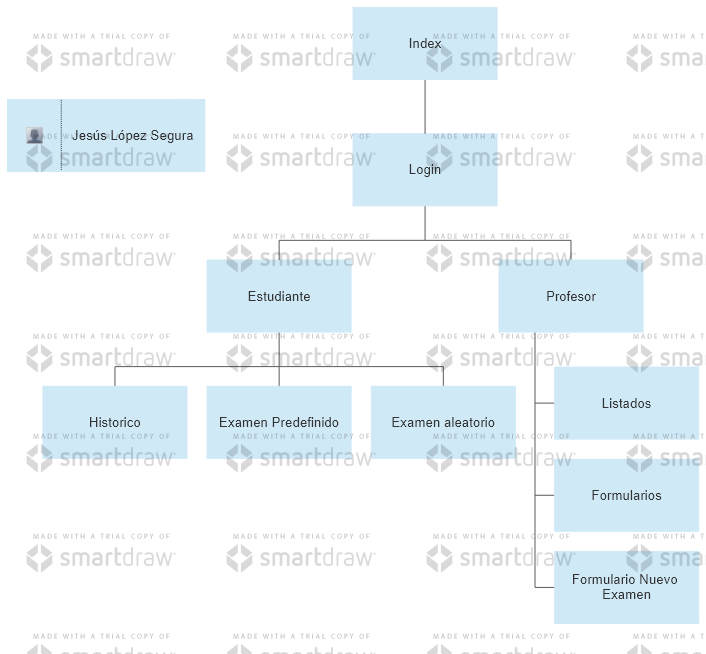 Index
Jesús López Segura
Login
Estudiante
Profesor
Historico
Examen Predefinido
Examen aleatorio
Listados
Formularios
Formulario Nuevo
Examen
MADE WITH A TRIAL COPY OF
smartdraw